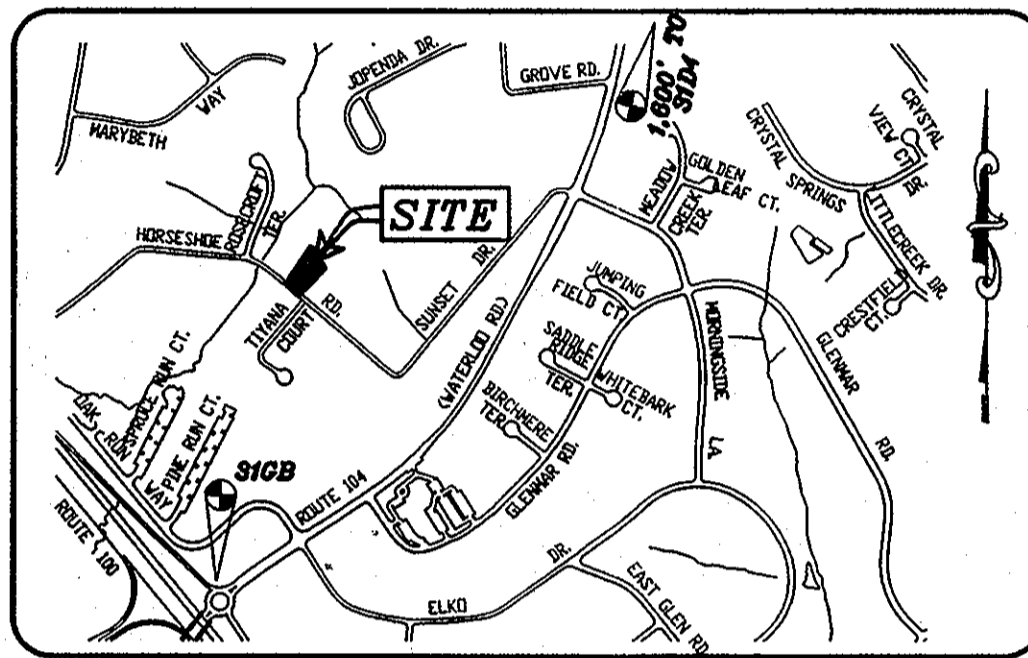 MARYBETH
WAY
JOPENDA DR.
GROVE RD.
1,600' TO
31D4
CRYSTAL SPRINGS
CRYSTAL
VIEW CT.
DR.
LITTLECREEK DR.
CRESTFIELD
CT.
MEADOW
CREEK
TER.
GOLDEN
LEAF CT.
HORSESHOE
ROSECROFT
TER.
SITE
RD.
SUNSET
DR.
TIYANA
COURT
(WATERLOO RD.)
JUMPING
FIELD CT.
SADDLE
RIDGE
TER.
WHITEBARK
CT.
BIRCHMERE
TER.
MORNINGSIDE
LA.
GLENMAR
RD.
GLENMAR RD.
OAK
RUN
WAY
SPRUCE RUN CT.
PINE RUN CT.
31GB
ROUTE 104
ROUTE 100
ELKO
DR.
EAST GLEN RD.